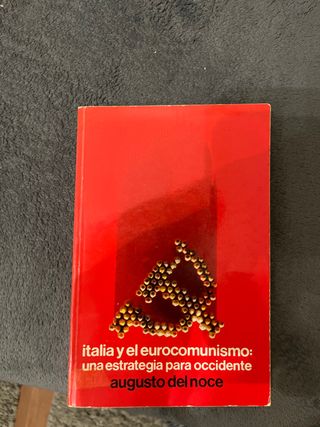 italia y el eurocomunismo:
una estrategia para occidente
augusto del noce